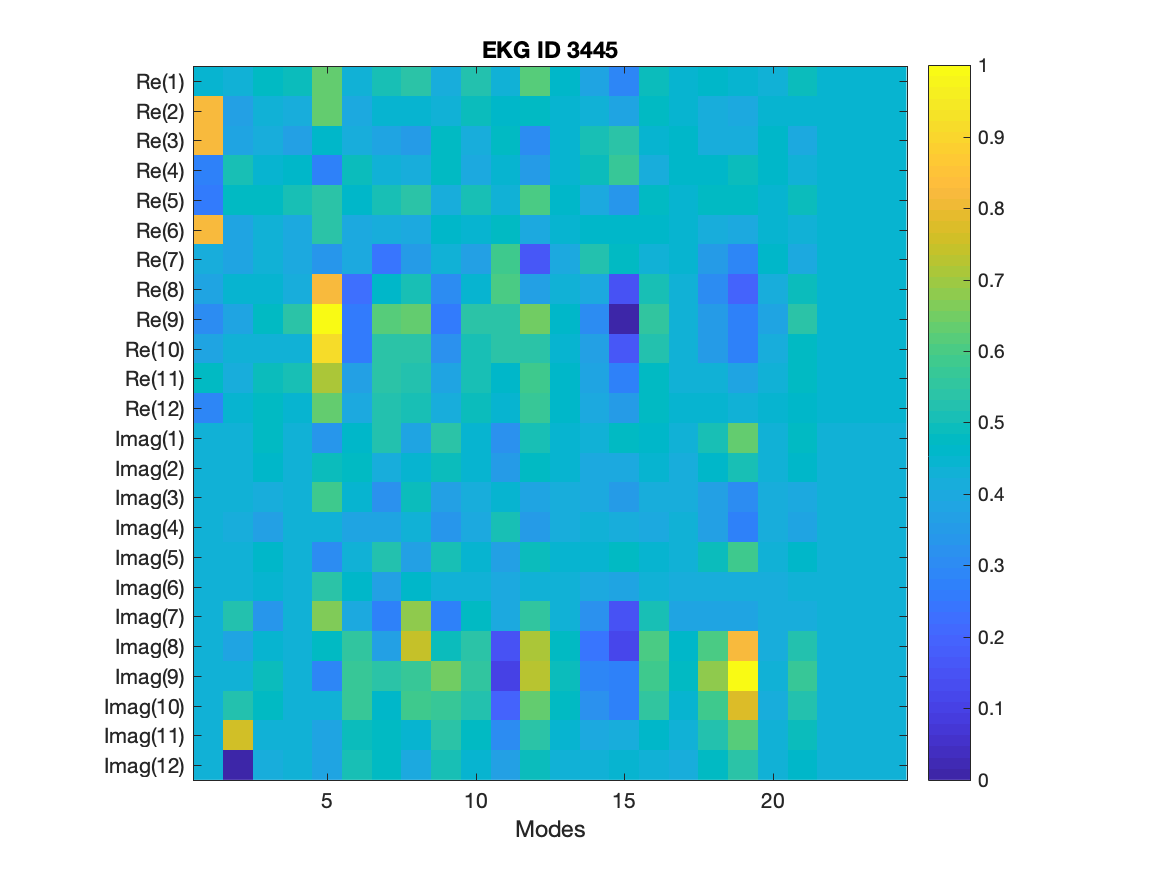 EKG ID 3445
Re(1)
Re(2)
Re(3)
Re(4)
Re(5)
Re(6)
Re(7)
Re(8)
Re(9)
Re(10)
Re(11)
Re(12)
Imag(1)
Imag(2)
Imag(3)
Imag(4)
Imag(5)
Imag(6)
Imag(7)
Imag(8)
Imag(9)
Imag(10)
Imag(11)
Imag(12)
5 10 15 20
Modes
1
0.9
0.8
0.7
0.6
0.5
0.4
0.3
0.2
0.1
0